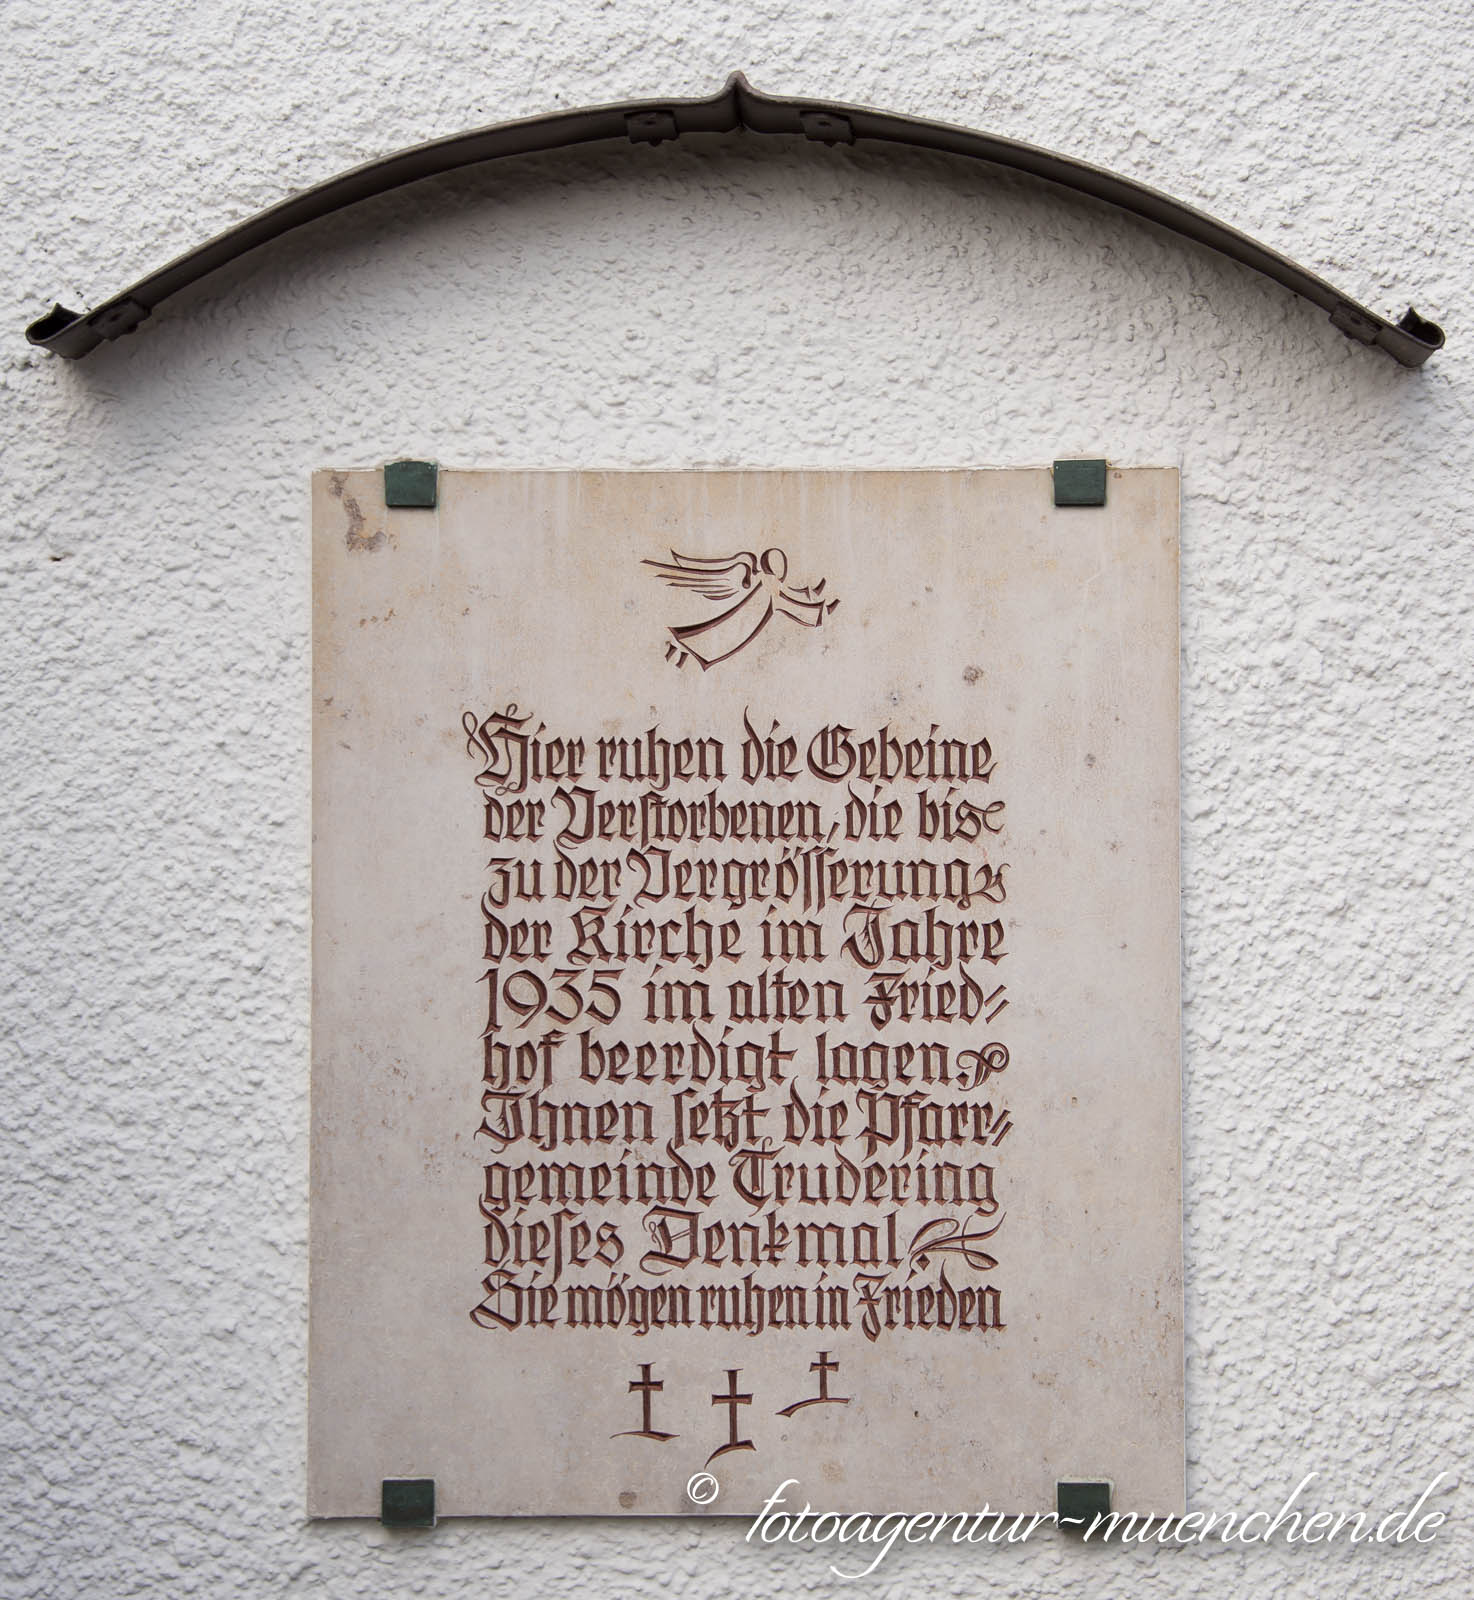 Hier ruhen die Gebeine
der Verstorbenen, die bis
zu der Vergrösserung
der Kirche im Jahre
1935 im alten Fried-
hof beerdigt lagen.
Ihnen setzt die Pfarr-
gemeinde Trudering
dieses Denkmal.
Sie mögen ruhen in Frieden
© fotoagentur-muenchen.de